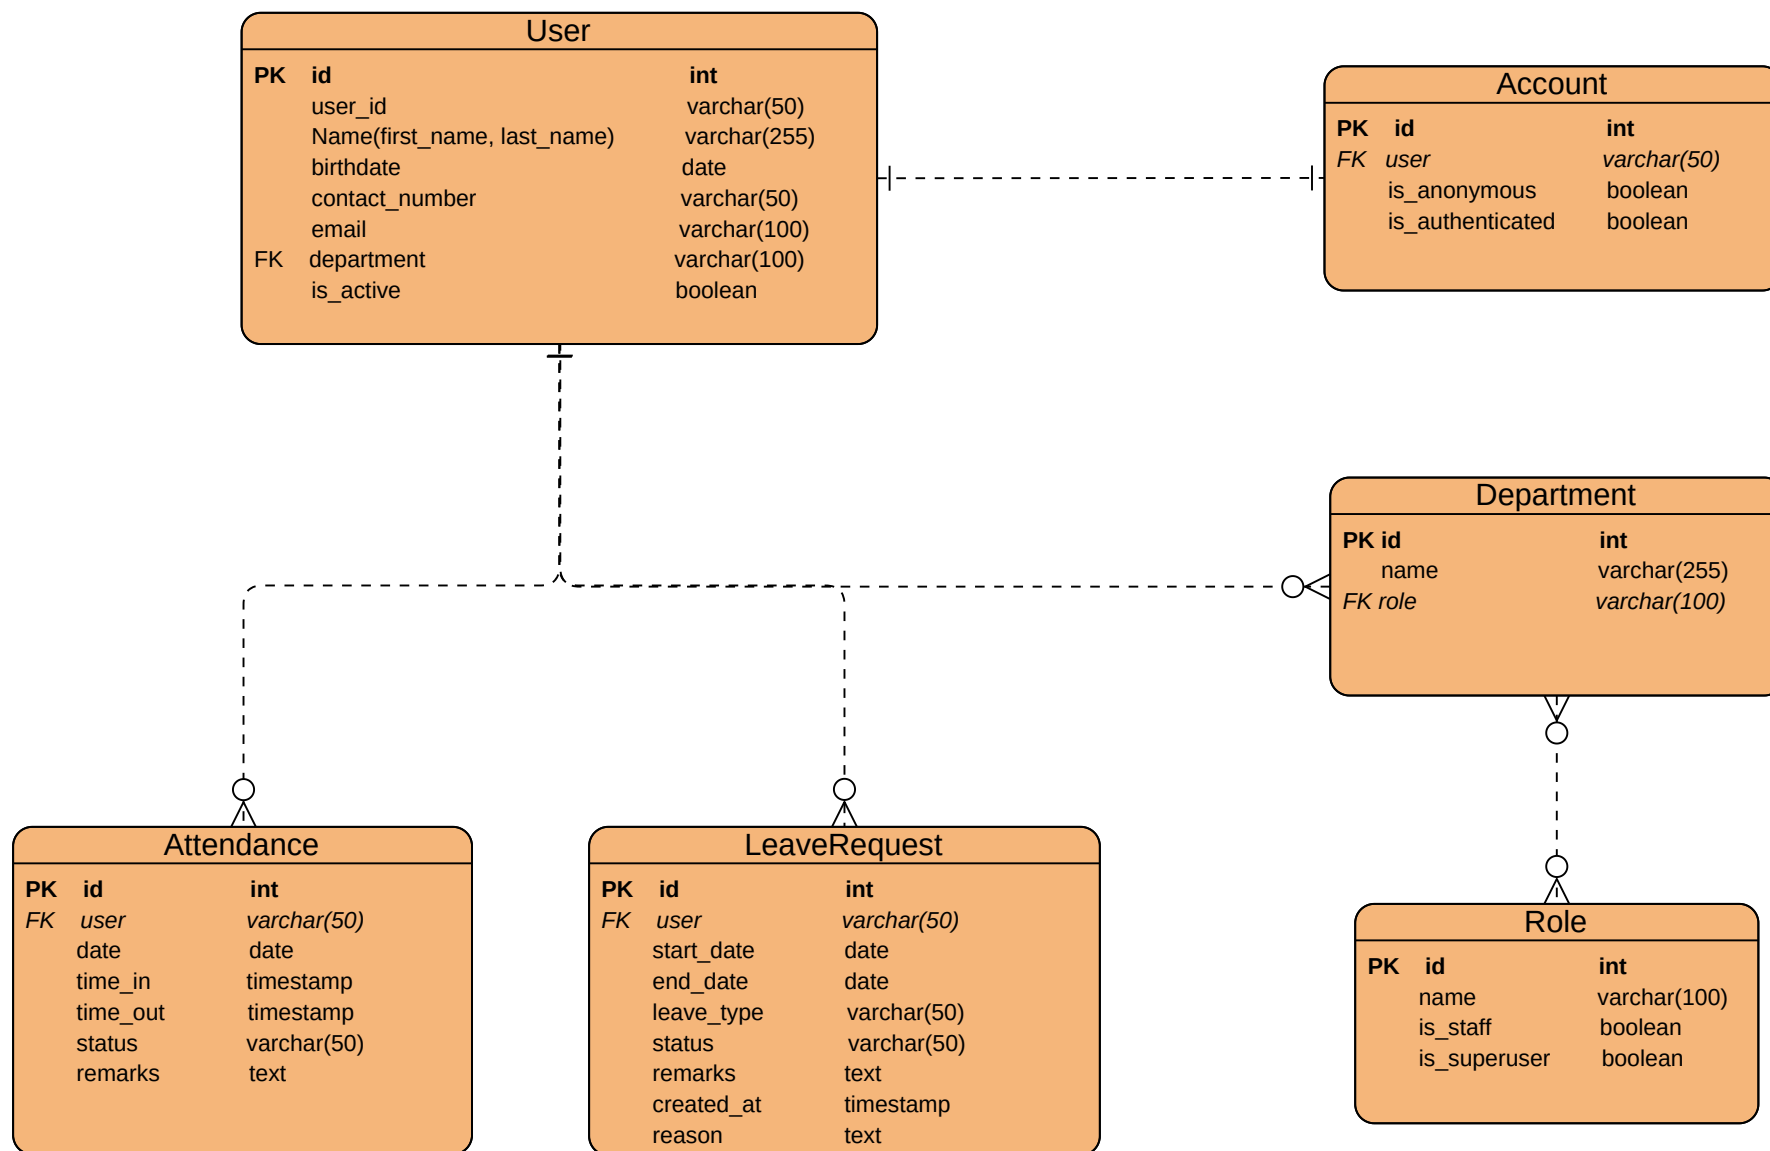 User
PK id int
user_id varchar(50)
Name(first_name, last_name) varchar(255)
birthdate date
contact_number varchar(50)
email varchar(100)
FK department varchar(100)
is_active boolean
Account
PK id int
FK user varchar(50)
is_anonymous boolean
is_authenticated boolean
Department
PK id int
name varchar(255)
FK role varchar(100)
Attendance
PK id int
FK user varchar(50)
date date
time_in timestamp
time_out timestamp
status varchar(50)
remarks text
LeaveRequest
PK id int
FK user varchar(50)
start_date date
end_date date
leave_type varchar(50)
status varchar(50)
remarks text
created_at timestamp
reason text
Role
PK id int
name varchar(100)
is_staff boolean
is_superuser boolean